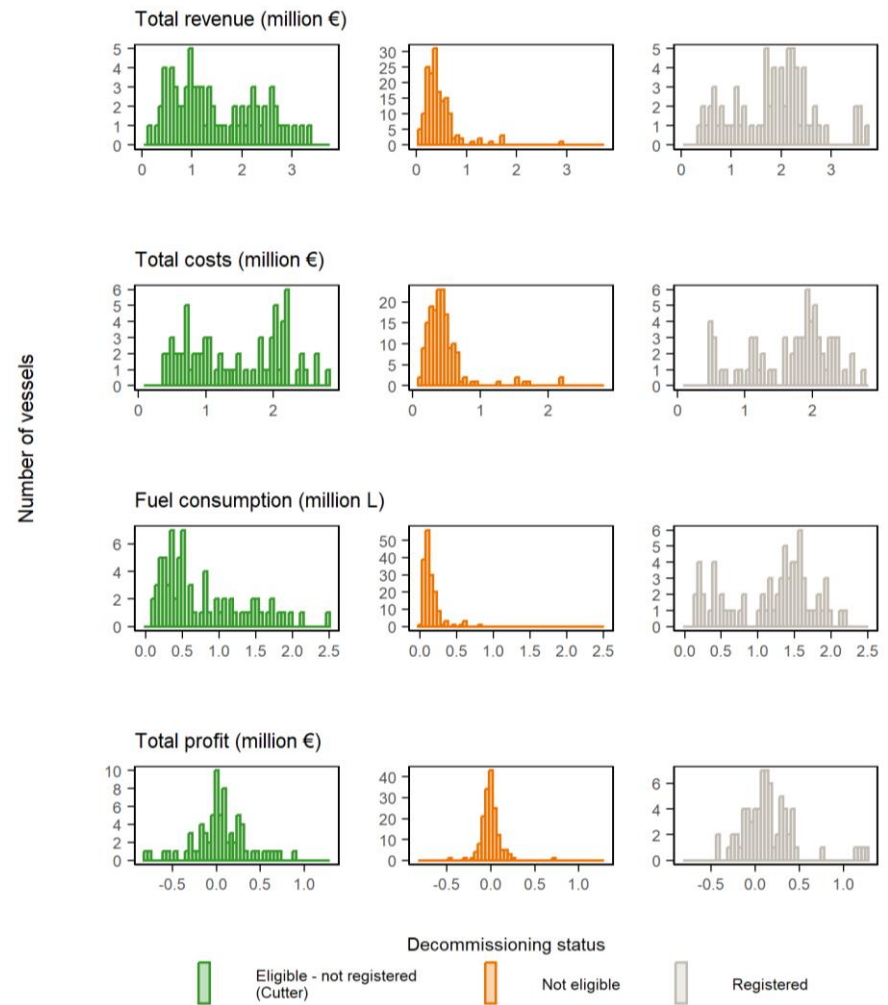 Total revenue (million €)
5 4 3 2 1 0
30 25 20 15 10 5 0
5 4 3 2 1 0
0 1 2 3
0 1 2 3
0 1 2 3
Total costs (million €)
6 5 4 3 2 1 0
20 15 10 5 0
6 5 4 3 2 1 0
0 1 2
0 1 2
0 1 2
Number of vessels
Fuel consumption (million L)
6 4 2 0
50 40 30 20 10 0
6 5 4 3 2 1 0
0.0 0.5 1.0 1.5 2.0 2.5
0.0 0.5 1.0 1.5 2.0 2.5
0.0 0.5 1.0 1.5 2.0 2.5
Total profit (million €)
10 8 6 4 2 0
40 30 20 10 0
6 4 2 0
-0.5 0.0 0.5 1.0
-0.5 0.0 0.5 1.0
-0.5 0.0 0.5 1.0
Decommissioning status
Eligible - not registered
(Cutter)
Not eligible
Registered